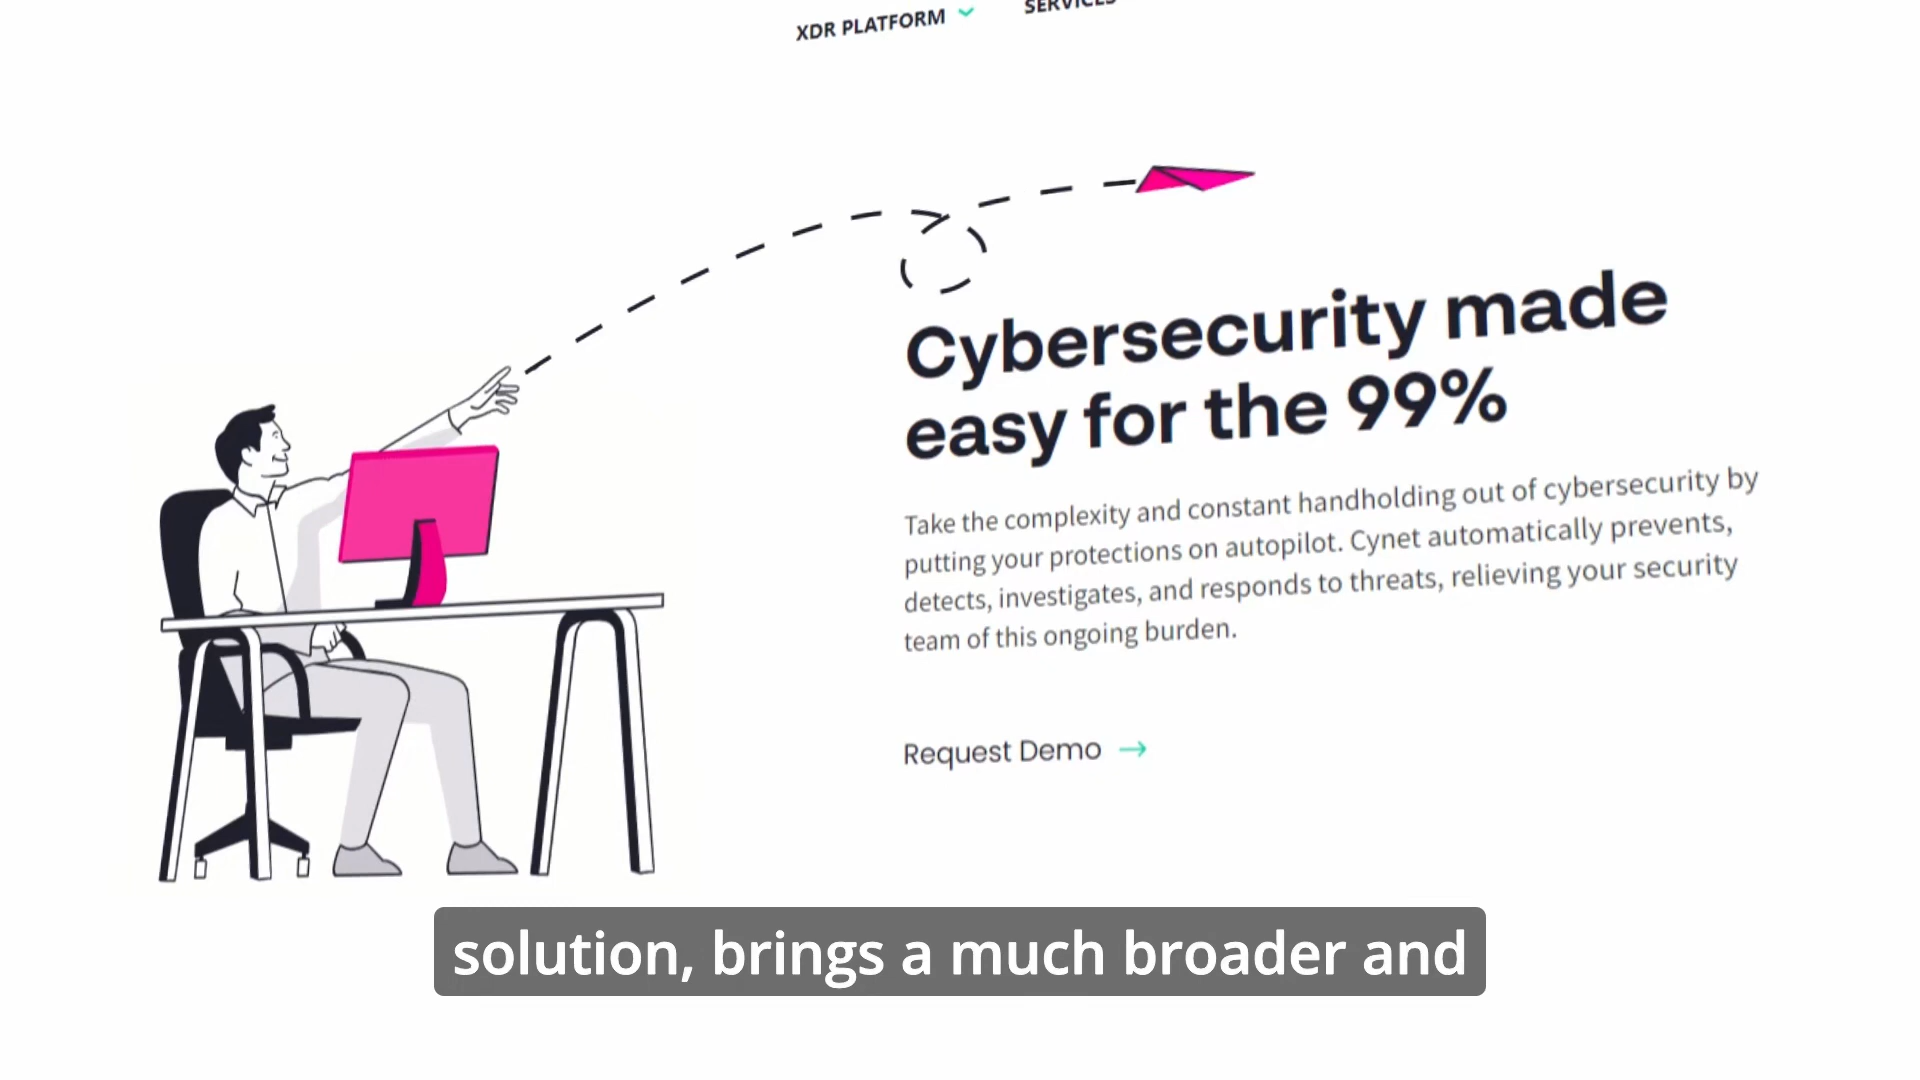 XDR PLATFORM
SERVICES
Cybersecurity made
easy for the 99%
Take the complexity and constant handholding out of cybersecurity by
putting your protections on autopilot. Cynet automatically prevents,
detects, investigates, and responds to threats, relieving your security
team of this ongoing burden.
Request Demo
solution, brings a much broader and